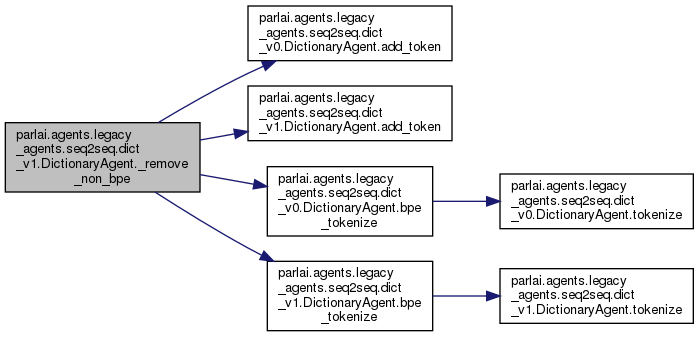 parlai.agents.legacy
_agents.seq2seq.dict
_v0.DictionaryAgent.add_token
parlai.agents.legacy
_agents.seq2seq.dict
_v1.DictionaryAgent.add_token
parlai.agents.legacy
_agents.seq2seq.dict
_v1.DictionaryAgent._remove
_non_bpe
parlai.agents.legacy
_agents.seq2seq.dict
_v0.DictionaryAgent.bpe
_tokenize
parlai.agents.legacy
_agents.seq2seq.dict
_v0.DictionaryAgent.tokenize
parlai.agents.legacy
_agents.seq2seq.dict
_v1.DictionaryAgent.bpe
_tokenize
parlai.agents.legacy
_agents.seq2seq.dict
_v1.DictionaryAgent.tokenize